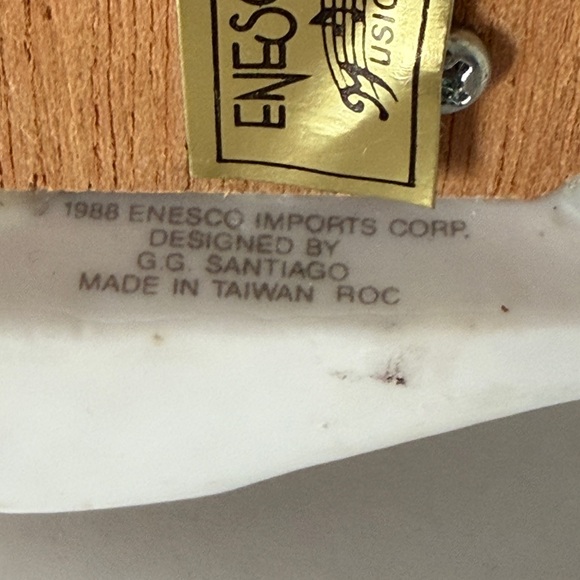 ENESC
USIC
1988 ENESCO IMPORTS CORP.
DESIGNED BY
G.G. SANTIAGO
MADE IN TAIWAN ROC